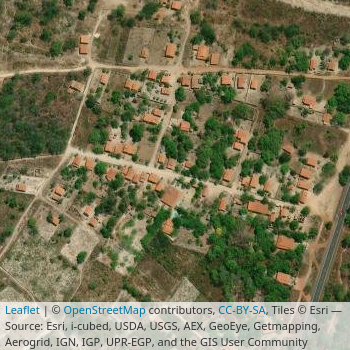 Leaflet | © OpenStreetMap contributors, CC-BY-SA, Tiles © Esri —
Source: Esri, i-cubed, USDA, USGS, AEX, GeoEye, Getmapping,
Aerogrid, IGN, IGP, UPR-EGP, and the GIS User Community